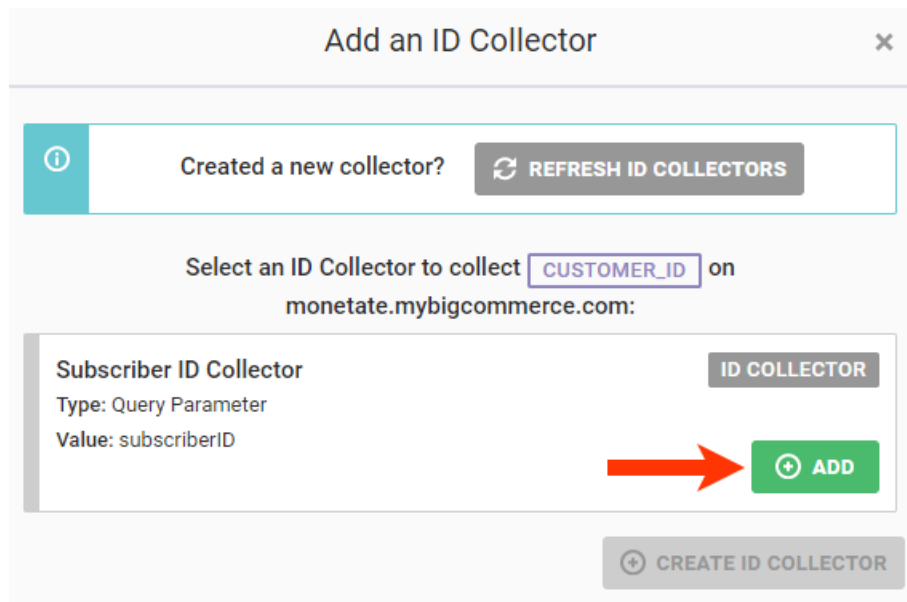 Add an ID Collector
Created a new collector?
REFRESH ID COLLECTORS
Select an ID Collector to collect CUSTOMER_ID on
monetate.mybigcommerce.com:
Subscriber ID Collector
ID COLLECTOR
Type: Query Parameter
Value: subscriberID
ADD
CREATE ID COLLECTOR